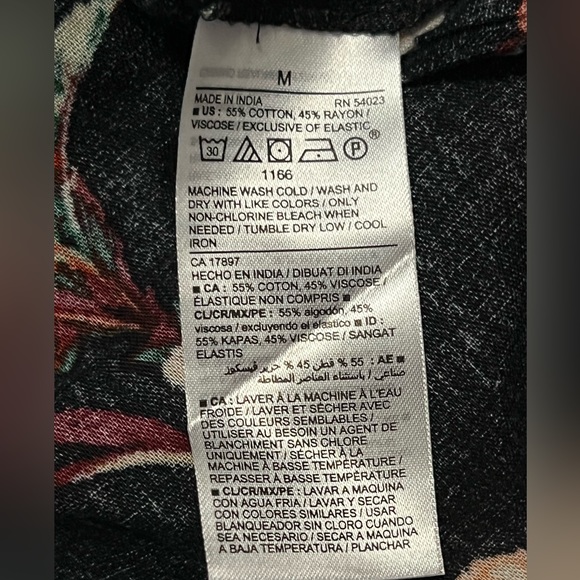 M
MADE IN INDIA RN 54023
■ US : 55% COTTON, 45% RAYON /
VISCOSE / EXCLUSIVE OF ELASTIC
®
30 P
1166
MACHINE WASH COLD / WASH AND
DRY WITH LIKE COLORS / ONLY
NON-CHLORINE BLEACH WHEN
NEEDED / TUMBLE DRY LOW / COOL
IRON
CA 17897
HECHO EN INDIA / DIBUAT DI INDIA
■ CA : 55% COTON, 45% VISCOSE /
ÉLASTIQUE NON COMPRIS ■
CL/CR/MX/PE : 55% algodón, 45%
viscosa / excluyendo el elastico ■ ID :
55% KAPAS, 45% VISCOSE / SANGAT
ELASTIS
■ AE : 55 % قطن 45 % حرير فيسكوز
صناعي / باستثناء العناصر المطاطة
■ CA : LAVER À LA MACHINE À L'EAU
FROIDE / LAVER ET SÉCHER AVEC
DES COULEURS SEMBLABLES /
UTILISER AU BESOIN UN AGENT DE
BLANCHIMENT SANS CHLORE
UNIQUEMENT / SÉCHER À LA
MACHINE À BASSE TEMPÉRATURE /
REPASSER À BASSE TEMPÉRATURE
■ CL/CR/MX/PE : LAVAR A MAQUINA
CON AGUA FRIA / LAVAR Y SECAR
CON COLORES SIMILARES / USAR
BLANQUEADOR SIN CLORO CUANDO
SEA NECESARIO / SECAR A MAQUINA
A BAJA TEMPERATURA / PLANCHAR